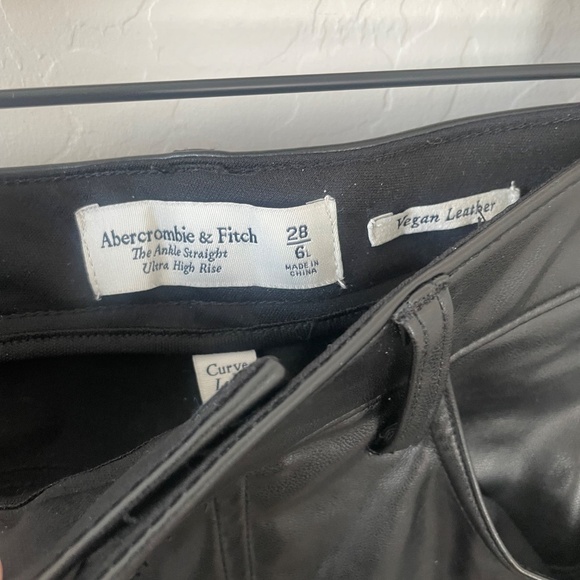 Abercrombie & Fitch
The Ankle Straight
Ultra High Rise
28
6L
MADE IN
CHINA
Vegan Leather
Curve